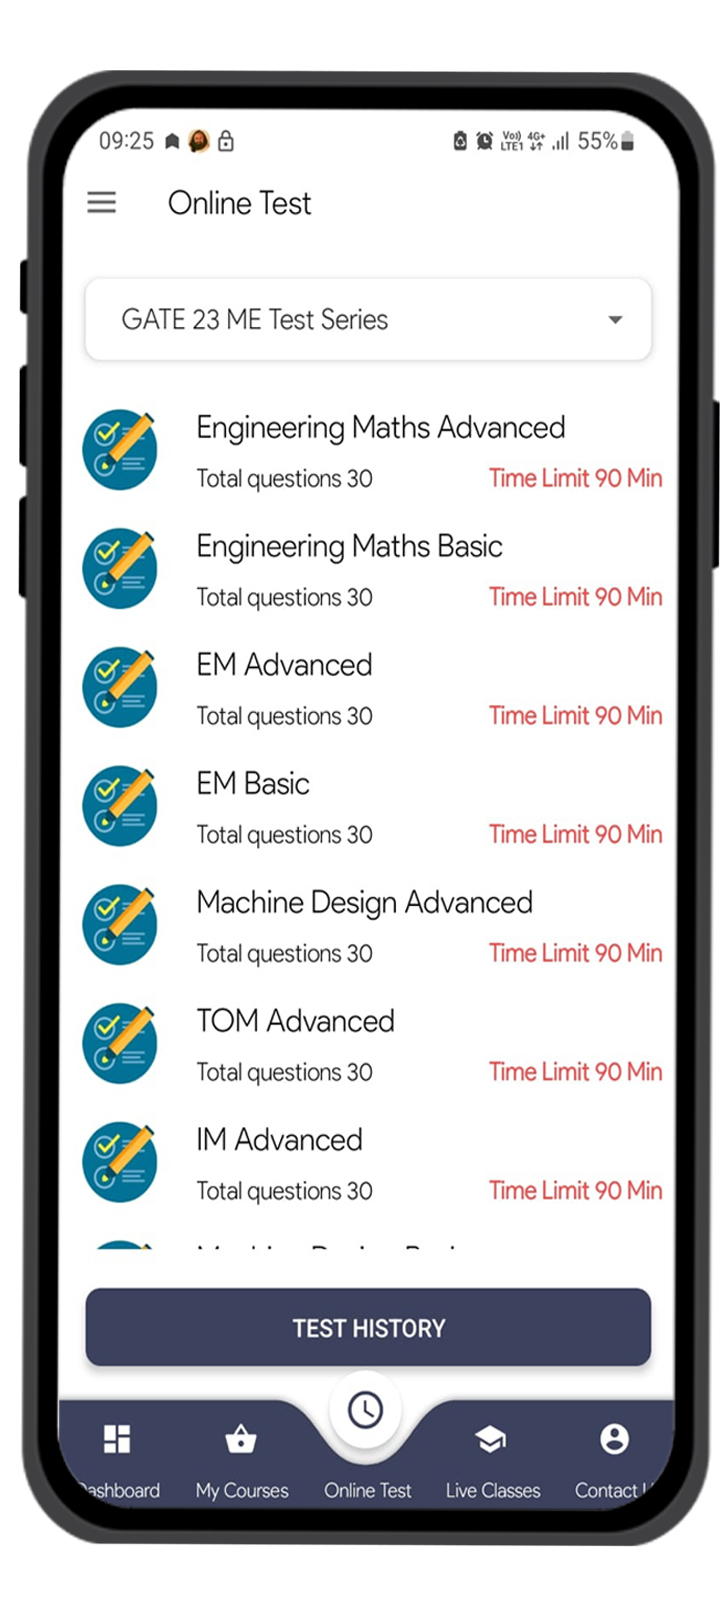 09:25 Vo)) LTE1 4G+ 55%
Online Test
GATE 23 ME Test Series
Engineering Maths Advanced
Total questions 30 Time Limit 90 Min
Engineering Maths Basic
Total questions 30 Time Limit 90 Min
EM Advanced
Total questions 30 Time Limit 90 Min
EM Basic
Total questions 30 Time Limit 90 Min
Machine Design Advanced
Total questions 30 Time Limit 90 Min
TOM Advanced
Total questions 30 Time Limit 90 Min
IM Advanced
Total questions 30 Time Limit 90 Min
TEST HISTORY
ashboard My Courses Online Test Live Classes Contact